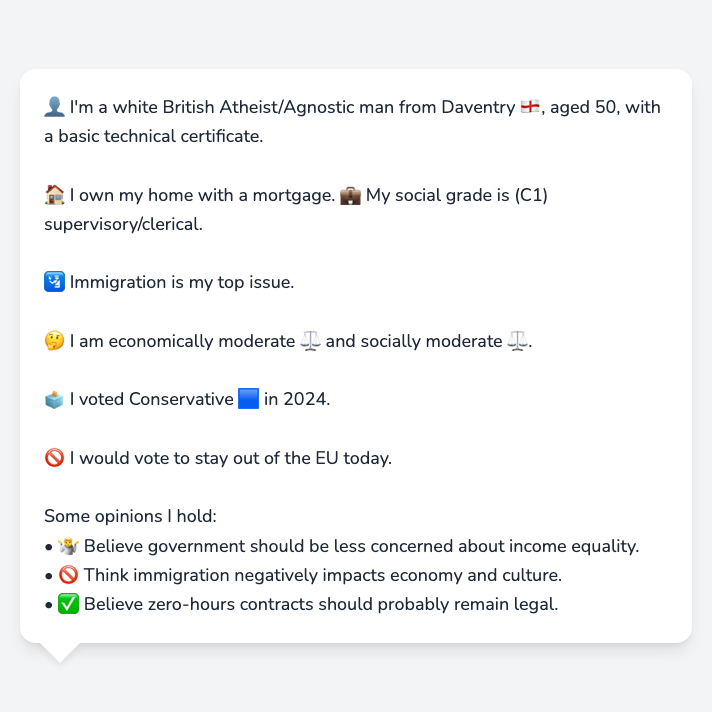 👤 I'm a white British Atheist/Agnostic man from Daventry 🏴󠁧󠁢󠁥󠁮󠁧󠁿, aged 50, with
a basic technical certificate.
🏠 I own my home with a mortgage. 💼 My social grade is (C1)
supervisory/clerical.
🛂 Immigration is my top issue.
🤔 I am economically moderate ⚖️ and socially moderate ⚖️.
🗳️ I voted Conservative 🟦 in 2024.
🚫 I would vote to stay out of the EU today.
Some opinions I hold:
• 🤷 Believe government should be less concerned about income equality.
• 🚫 Think immigration negatively impacts economy and culture.
• ✅ Believe zero-hours contracts should probably remain legal.